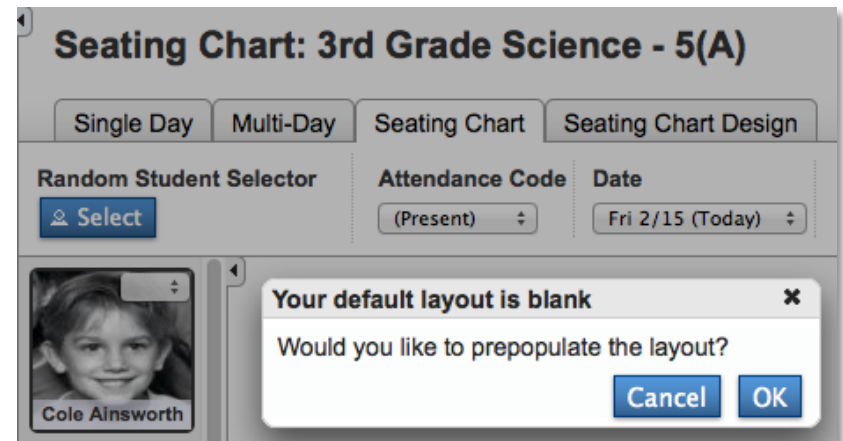 Seating Chart: 3rd Grade Science - 5(A)
Single Day Multi-Day Seating Chart Seating Chart Design
Random Student Selector Attendance Code Date
Select (Present) Fri 2/15 (Today)
Your default layout is blank
Would you like to prepopulate the layout?
Cancel OK
Cole Ainsworth